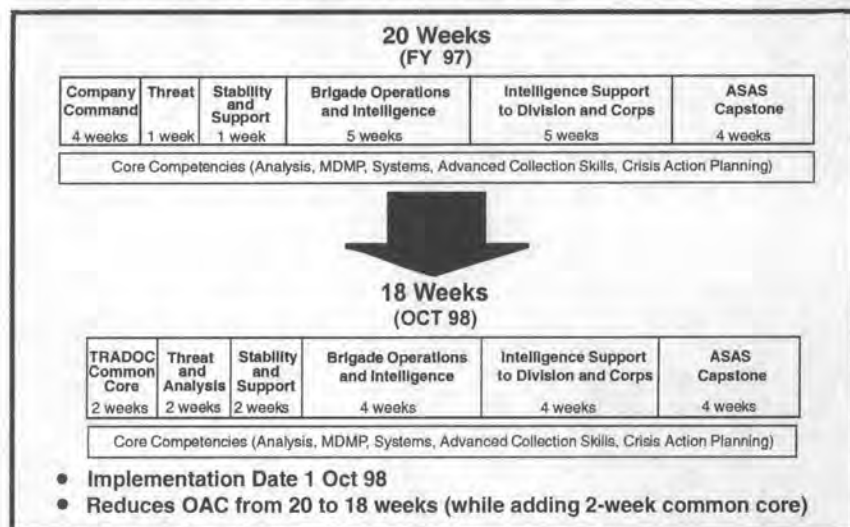 20 Weeks
(FY 97)
Company Command 4 weeks
Threat 1 week
Stability and Support 1 week
Brigade Operations and Intelligence 5 weeks
Intelligence Support to Division and Corps 5 weeks
ASAS Capstone 4 weeks
Core Competencies (Analysis, MDMP, Systems, Advanced Collection Skills, Crisis Action Planning)
18 Weeks
(OCT 98)
TRADOC Common Core 2 weeks
Threat and Analysis 2 weeks
Stability and Support 2 weeks
Brigade Operations and Intelligence 4 weeks
Intelligence Support to Division and Corps 4 weeks
ASAS Capstone 4 weeks
Core Competencies (Analysis, MDMP, Systems, Advanced Collection Skills, Crisis Action Planning)
• Implementation Date 1 Oct 98
• Reduces OAC from 20 to 18 weeks (while adding 2-week common core)